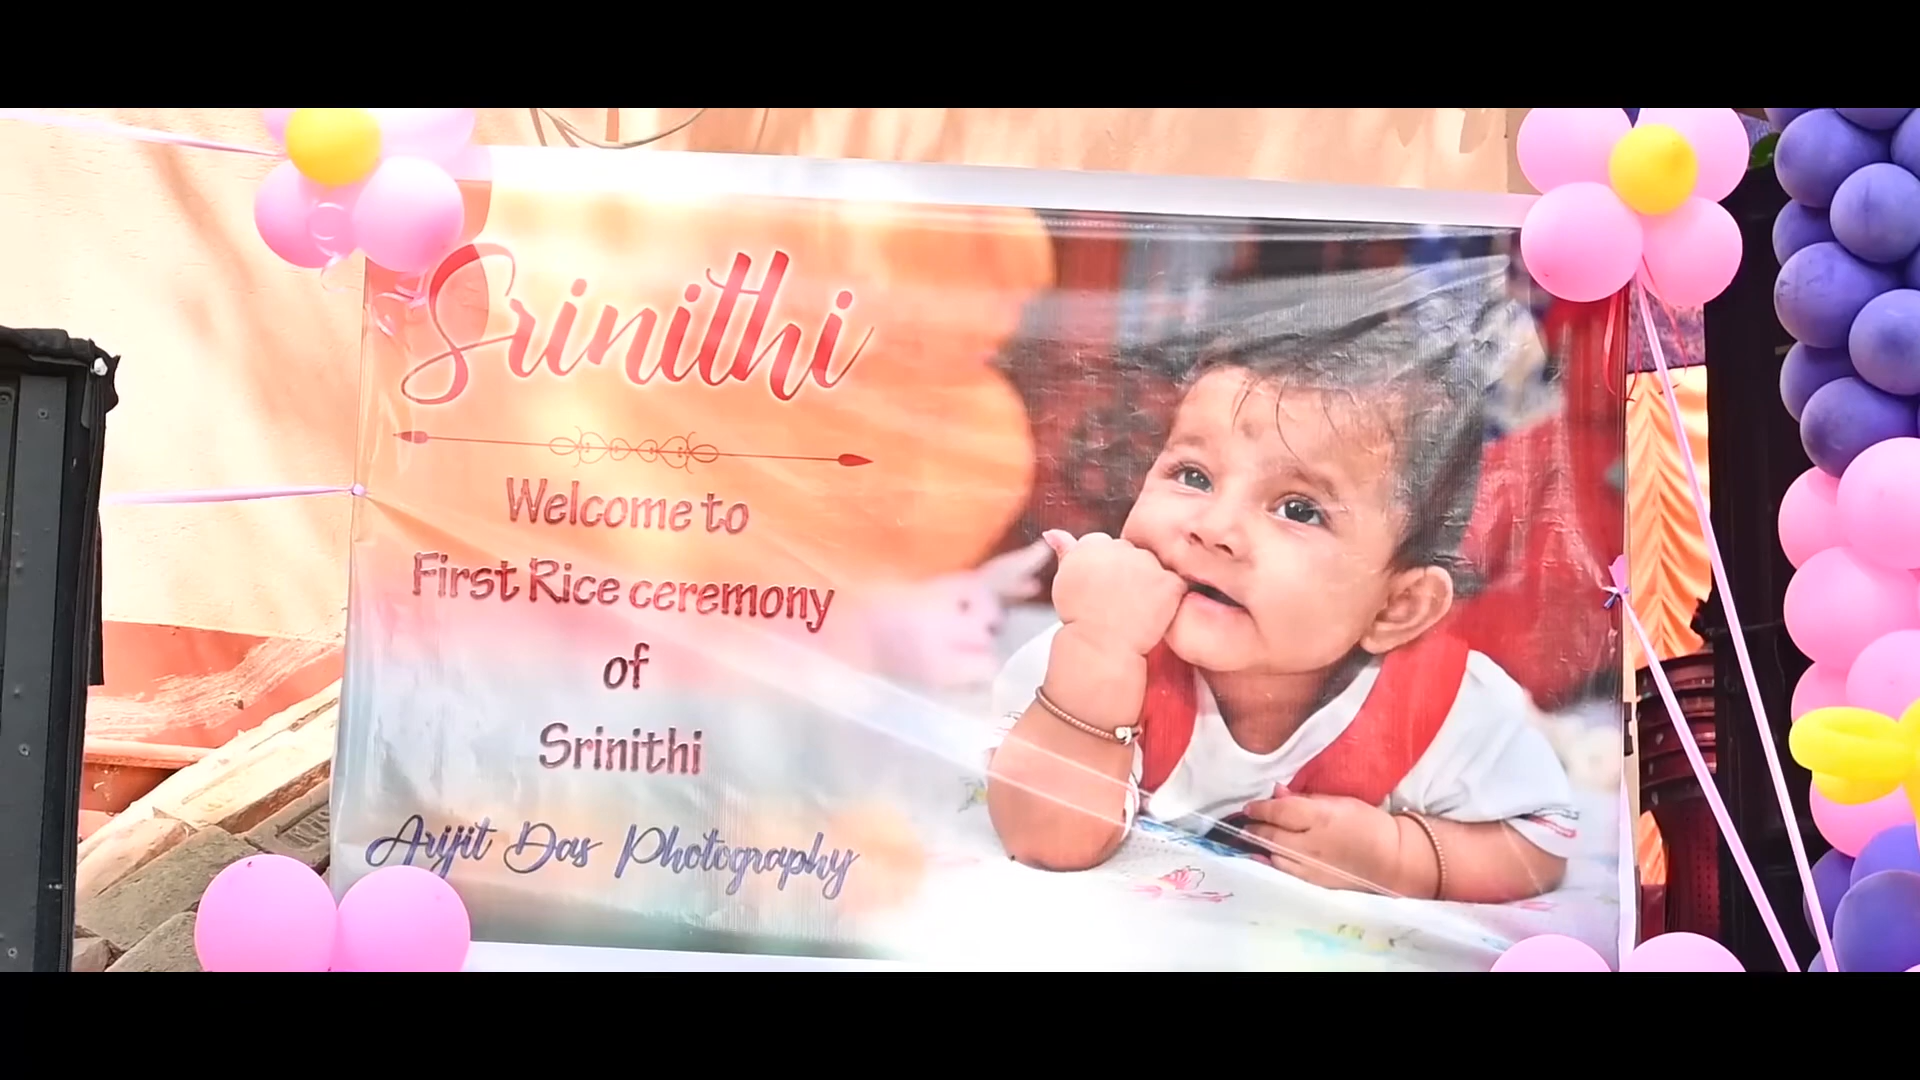 Srinithi
Welcome to
First Rice ceremony
of
Srinithi
Arijit Das Photography